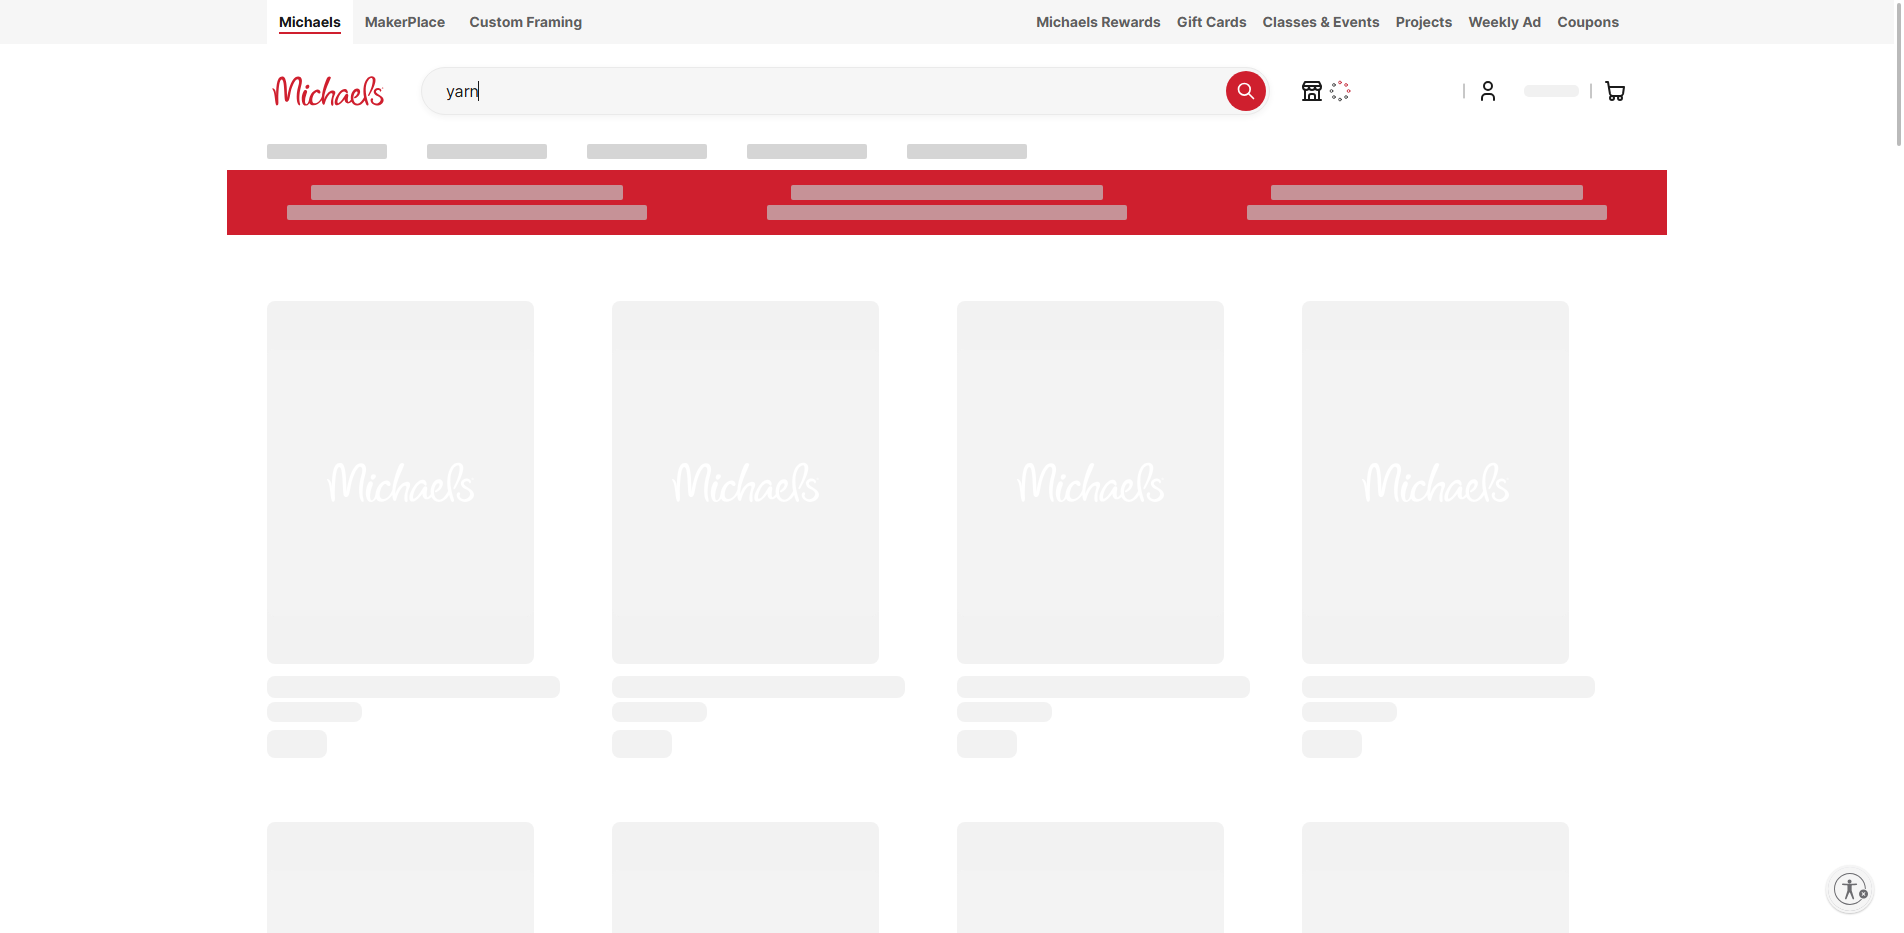 Michaels MakerPlace Custom Framing Michaels Rewards Gift Cards Classes & Events Projects Weekly Ad Coupons
Michaels yarn
Michaels Michaels Michaels Michaels